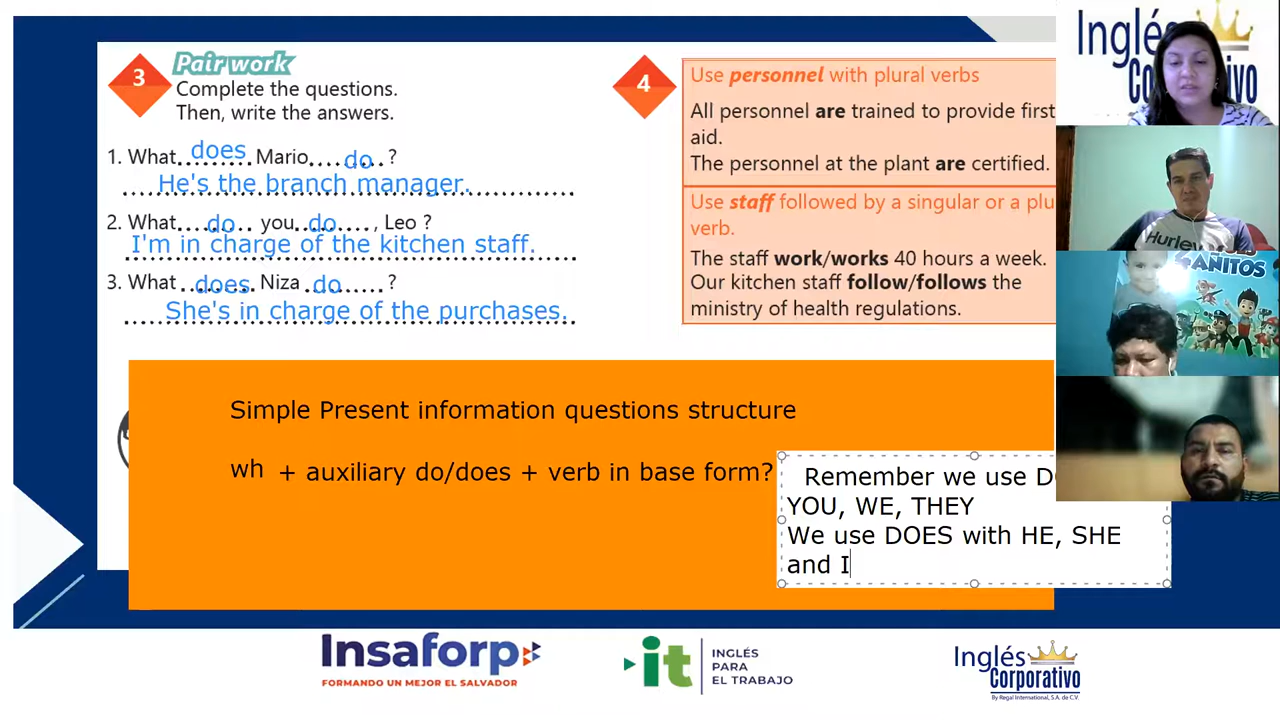 3
Pair work
Complete the questions.
Then, write the answers.
1. What does Mario do ?
He's the branch manager.
2. What do you do , Leo ?
I'm in charge of the kitchen staff.
3. What does Niza do ?
She's in charge of the purchases.
4
Use personnel with plural verbs
All personnel are trained to provide first
aid.
The personnel at the plant are certified.
Use staff followed by a singular or a plu
verb.
The staff work/works 40 hours a week.
Our kitchen staff follow/follows the
ministry of health regulations.
Simple Present information questions structure
wh + auxiliary do/does + verb in base form?
Remember we use D
YOU, WE, THEY
We use DOES with HE, SHE
and I
Inglés
Corporativo
Hurley
AÑITOS
Insaforp
FORMANDO UN MEJOR EL SALVADOR
it
INGLÉS
PARA
EL TRABAJO
Inglés
Corporativo
By Regal International, S.A. de C.V.